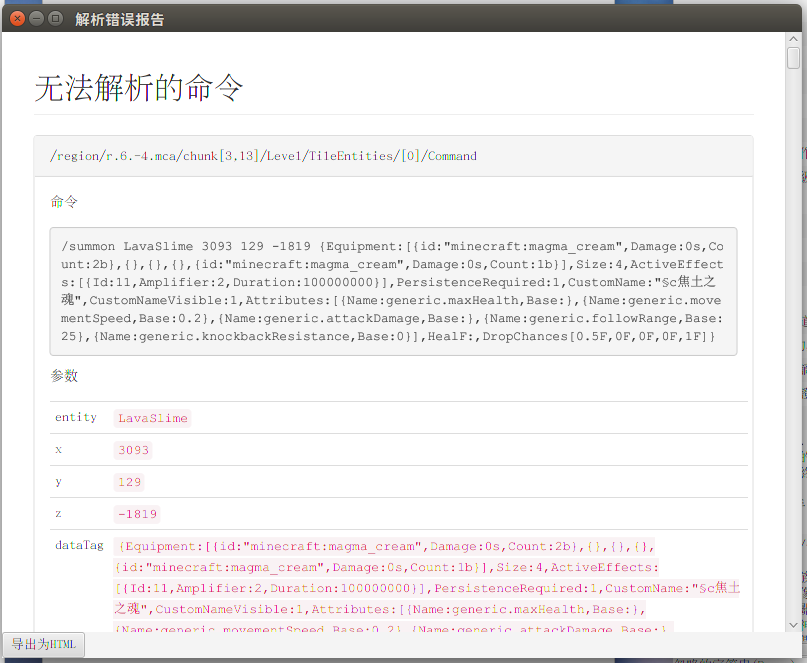 解析错误报告
无法解析的命令
/region/r.6.-4.mca/chunk[3,13]/Level/TileEntities/[0]/Command
命令
/summon LavaSlime 3093 129 -1819 {Equipment:[{id:"minecraft:magma_cream",Damage:0s,Co
unt:2b},{},{},{},{id:"minecraft:magma_cream",Damage:0s,Count:1b}],Size:4,ActiveEffect
s:[{Id:11,Amplifier:2,Duration:100000000}],PersistenceRequired:1,CustomName:"§c焦土之
魂",CustomNameVisible:1,Attributes:[{Name:generic.maxHealth,Base:},{Name:generic.move
mentSpeed,Base:0.2},{Name:generic.attackDamage,Base:},{Name:generic.followRange,Base:
25},{Name:generic.knockbackResistance,Base:0}],HealF:,DropChances[0.5F,0F,0F,0F,1F]}
参数
entity LavaSlime
x 3093
y 129
z -1819
dataTag {Equipment:[{id:"minecraft:magma_cream",Damage:0s,Count:2b},{},{},{},
{id:"minecraft:magma_cream",Damage:0s,Count:1b}],Size:4,ActiveEffects:
[{Id:11,Amplifier:2,Duration:100000000}],PersistenceRequired:1,CustomName:"§c焦土
之魂",CustomNameVisible:1,Attributes:[{Name:generic.maxHealth,Base:},
{Name:generic.movementSpeed,Base:0.2},{Name:generic.attackDamage,Base:},
导出为HTML